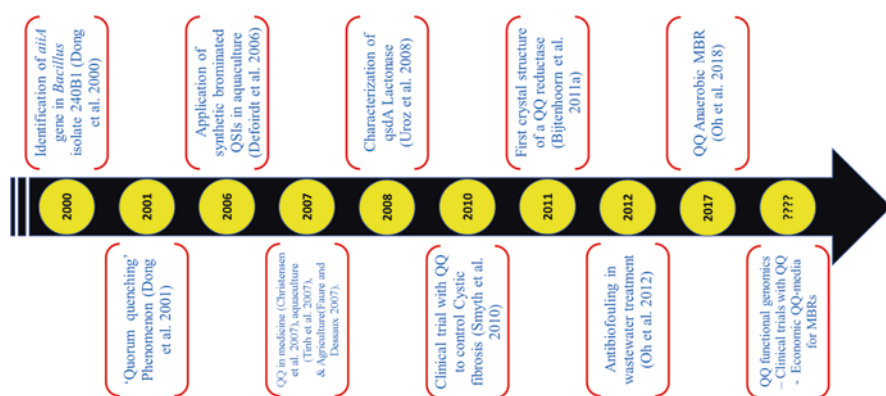 Identification of aiiA
gene in Bacillus
isolate 240B1 (Dong
et al. 2000)
2000
'Quorum quenching'
Phenomenon (Dong
et al. 2001)
2001
Application of
synthetic brominated
QSIs in aquaculture
(Defoirdt et al. 2006)
2006
QQ in medicine (Christensen
et al. 2007), aquaculture
(Tinh et al. 2007),
& Agriculture(Faure and
Dessaux 2007).
2007
Characterization of
qsdA Lactonase
(Uroz et al. 2008)
2008
Clinical trial with QQ
to control Cystic
fibrosis (Smyth et al.
2010)
2010
First crystal structure
of a QQ reductase
(Bijtenhoorn et al.
2011a)
2011
Antibiofouling in
wastewater treatment
(Oh et al. 2012)
2012
QQ Anaerobic MBR
(Oh et al. 2018)
2017
QQ functional genomics
– Clinical trials with QQ
- Economic QQ-media
for MBRs
????